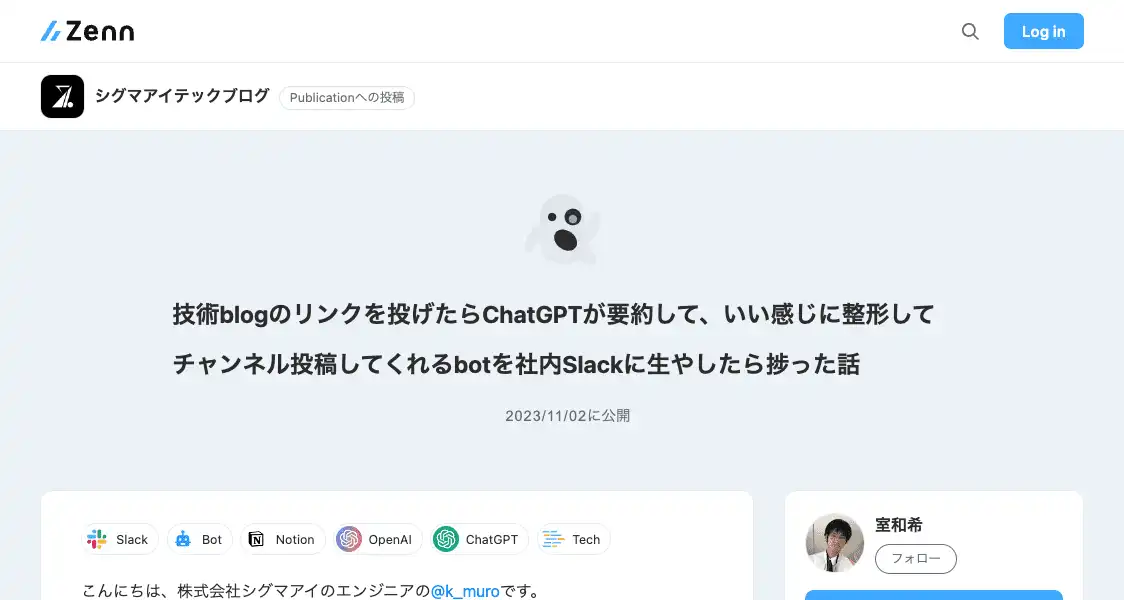 Zenn
Log in
シグマアイテックブログ
Publicationへの投稿
技術blogのリンクを投げたらChatGPTが要約して、いい感じに整形して
チャンネル投稿してくれるbotを社内Slackに生やしたら捗った話
2023/11/02に公開
Slack
Bot
Notion
OpenAI
ChatGPT
Tech
こんにちは、株式会社シグマアイのエンジニアの@k_muroです。
室和希
フォロー